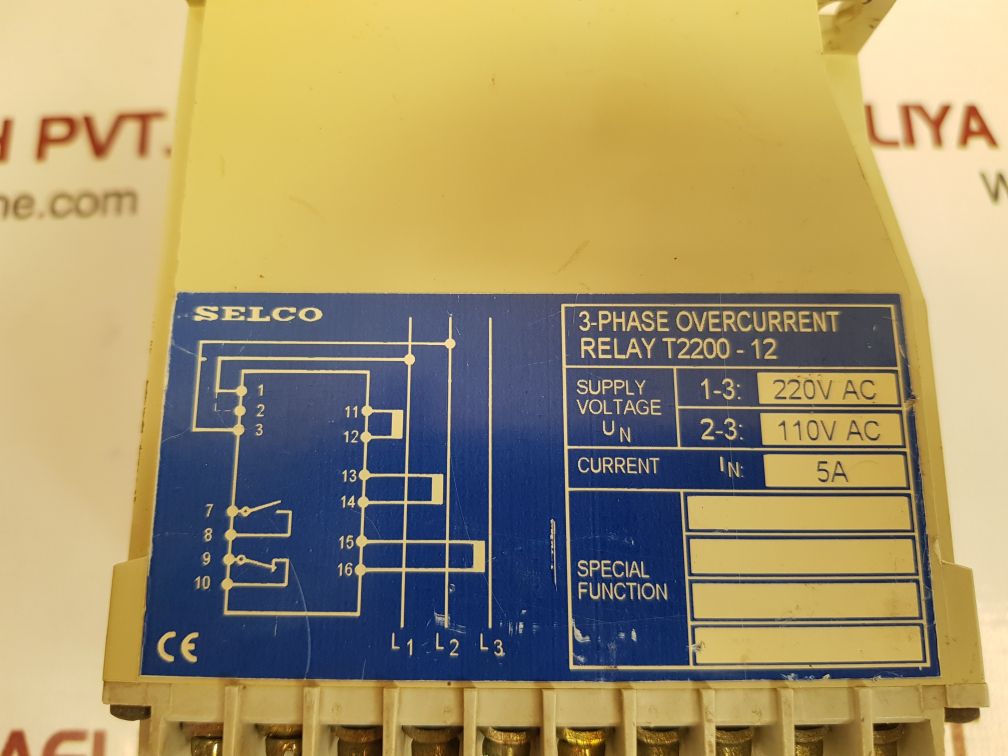 H PVT.
LIYA
ne.com
W
SELCO
3-PHASE OVERCURRENT
RELAY T2200 - 12
SUPPLY
VOLTAGE
UN
1-3: 220V AC
2-3: 110V AC
CURRENT IN: 5A
SPECIAL
FUNCTION
1
2
3
7
8
9
10
11
12
13
14
15
16
L1 L2 L3
CE